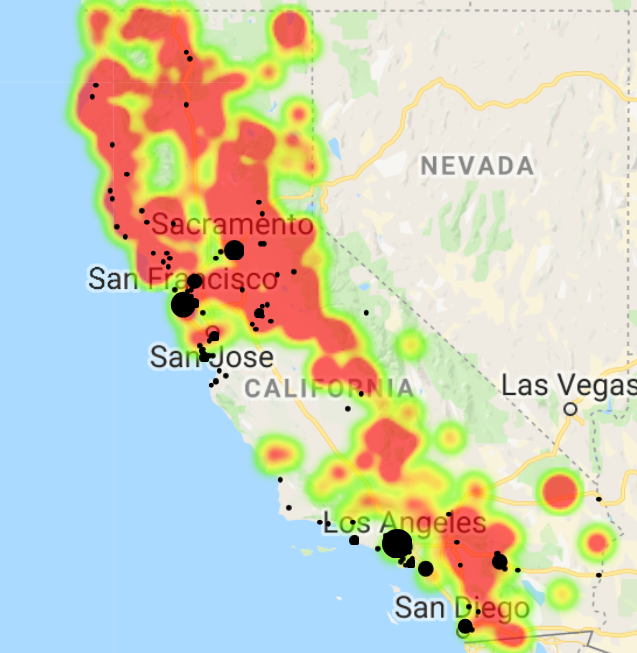 NEVADA
Sacramento
San Francisco
San Jose
CALIFORNIA
Las Vegas
Los Angeles
San Diego